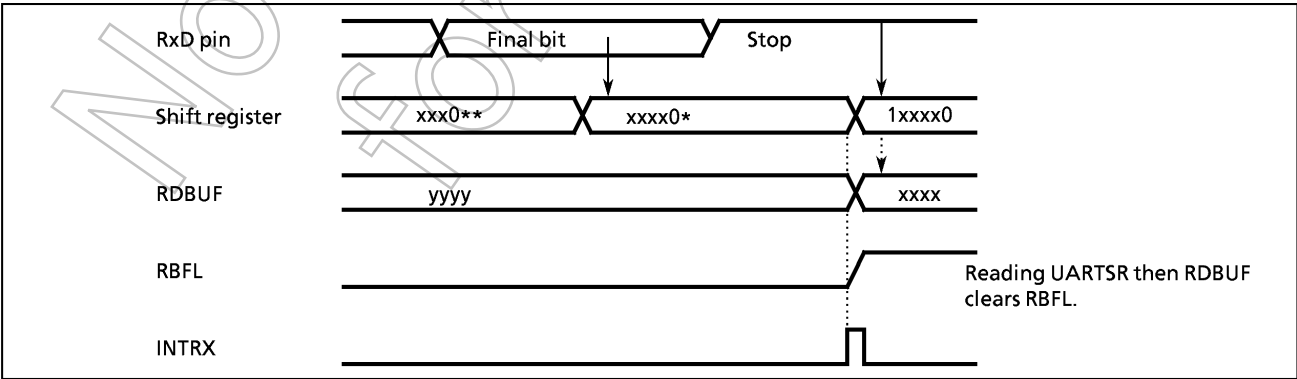 RxD pin Final bit Stop
Shift register xxx0** xxxx0* 1xxxx0
RDBUF yyyy xxxx
RBFL
Reading UARTSR then RDBUF
clears RBFL.
INTRX